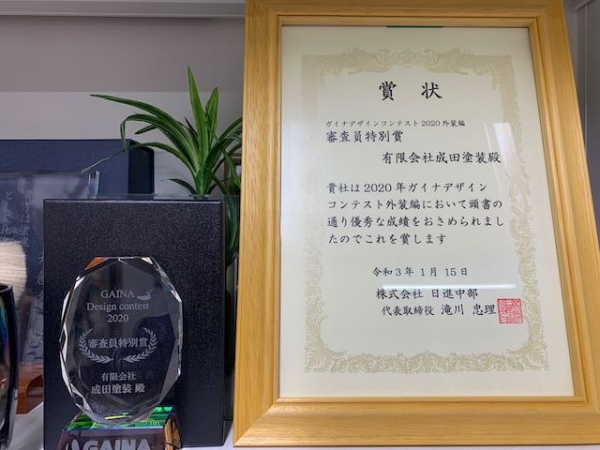 賞状
ガイナデザインコンテスト2020外装編
審査員特別賞
有限会社成田塗装殿
貴社は2020年ガイナデザイン
コンテスト外装編において頭書の
通り優秀な成績をおさめられまし
たのでこれを賞します
令和3年1月15日
株式会社 日進中部
代表取締役 滝川 忠理
GAINA
Design contest
2020
審査員特別賞
有限会社
成田塗装 殿
GAINA